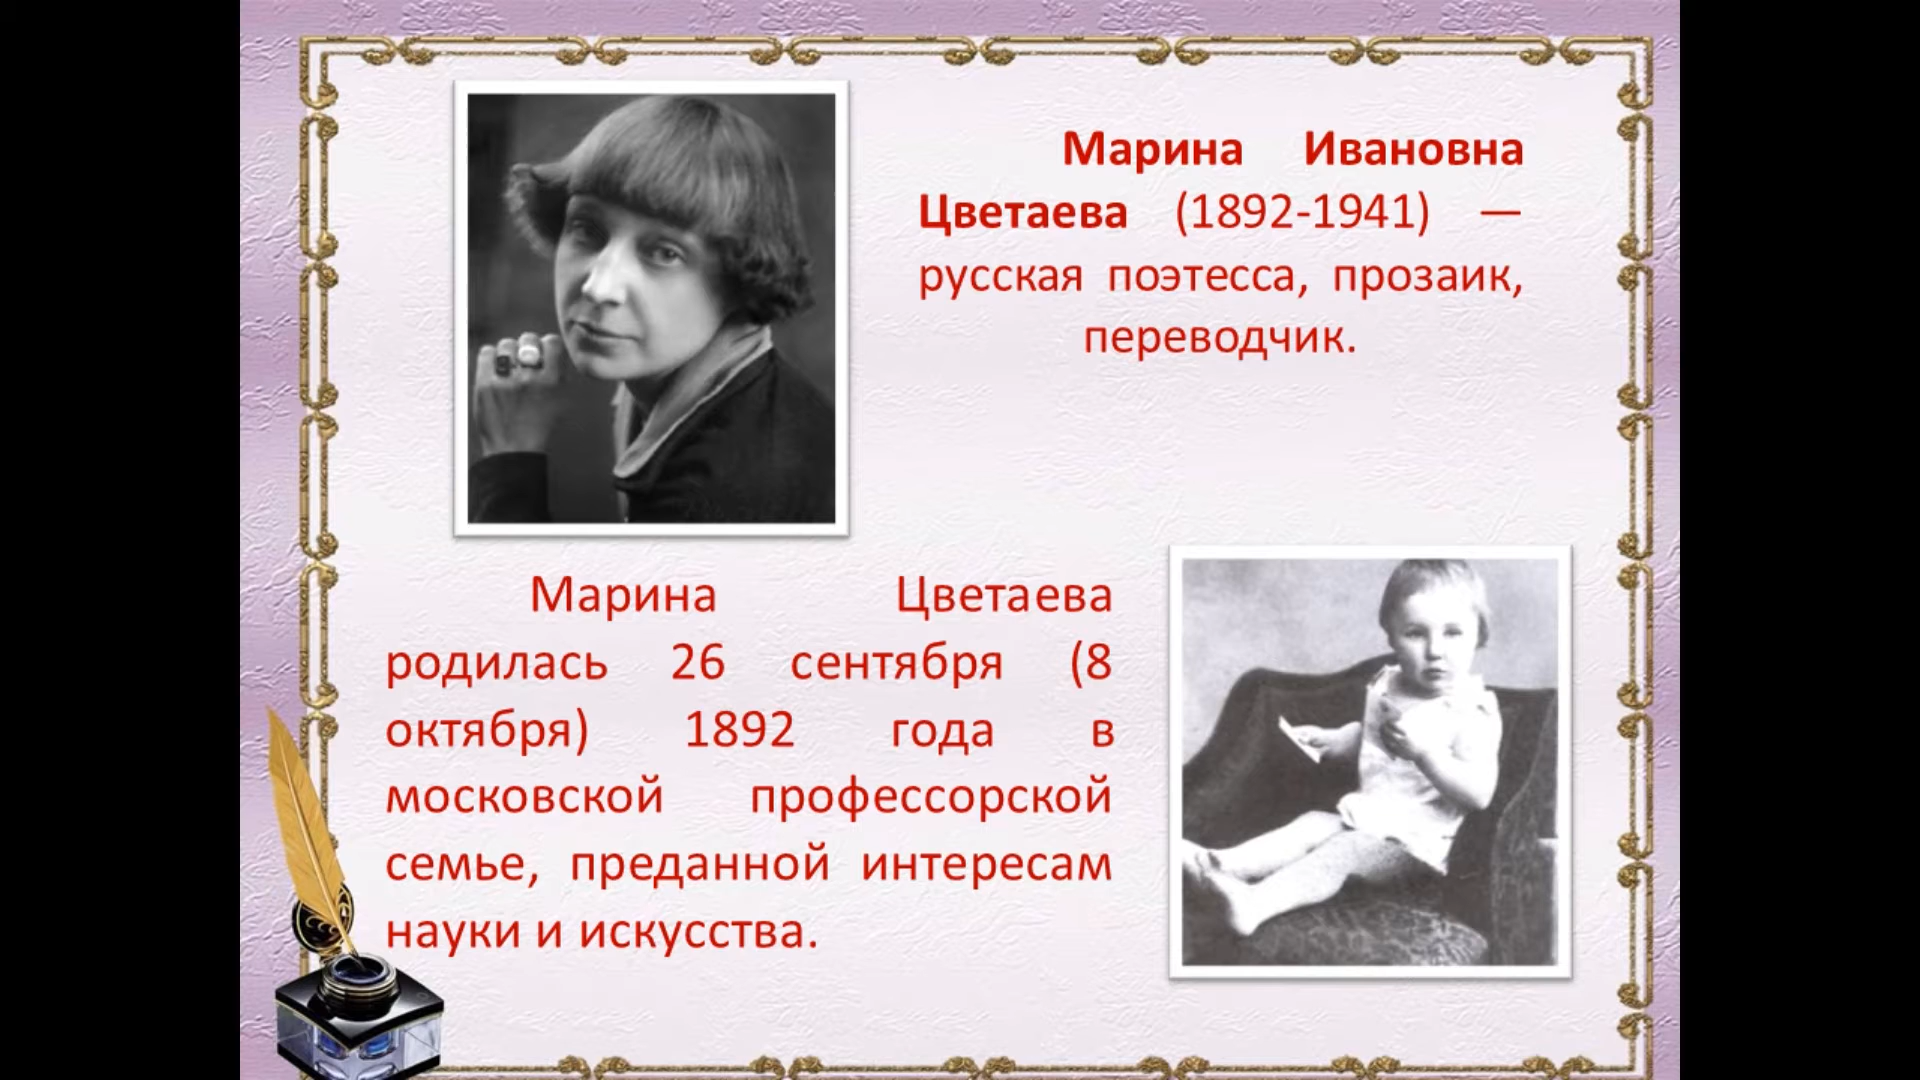 Марина Ивановна
Цветаева (1892-1941) —
русская поэтесса, прозаик,
переводчик.
Марина Цветаева
родилась 26 сентября (8
октября) 1892 года в
московской профессорской
семье, преданной интересам
науки и искусства.